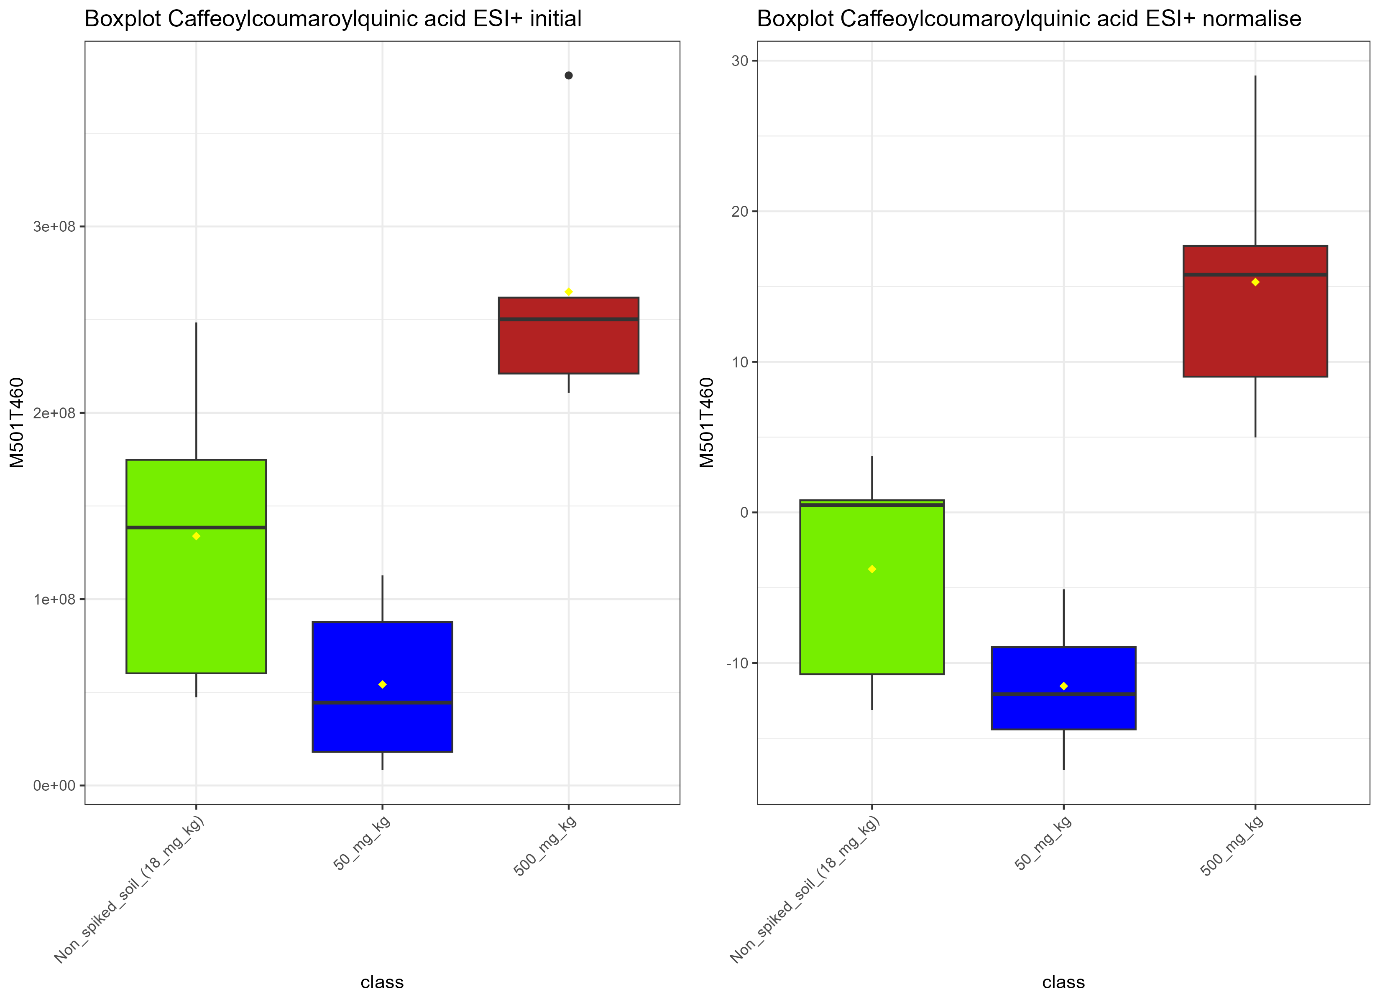 Boxplot Caffeoylcoumaroylquinic acid ESI+ initial
M501T460
3e+08
2e+08
1e+08
0e+00
Non_spiked_soil_(18_mg_kg)
50_mg_kg
500_mg_kg
class
Boxplot Caffeoylcoumaroylquinic acid ESI+ normalise
M501T460
30
20
10
0
-10
Non_spiked_soil_(18_mg_kg)
50_mg_kg
500_mg_kg
class